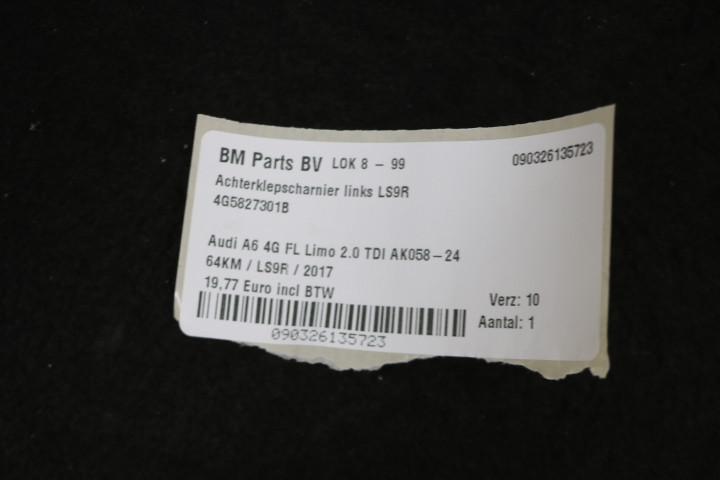 BM Parts BV LOK 8 - 99 090326135723
Achterklepscharnier links LS9R
4G5827301B
Audi A6 4G FL Limo 2.0 TDI AK058-24
64KM / LS9R / 2017
19,77 Euro incl BTW
Verz: 10
Aantal: 1
090326135723